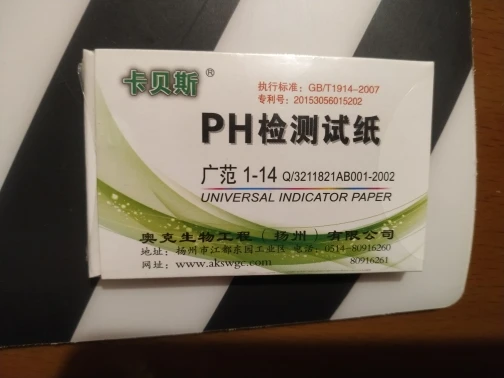 卡贝斯®
执行标准：GB/T1914-2007
专利号：20153056015202
PH检测试纸
广范 1-14 Q/3211821AB001-2002
UNIVERSAL INDICATOR PAPER
奥克生物工程（扬州）有限公司
地址：扬州市江都东园工业区 电话：0514-80916260
网址：www.akswgc.com 80916261